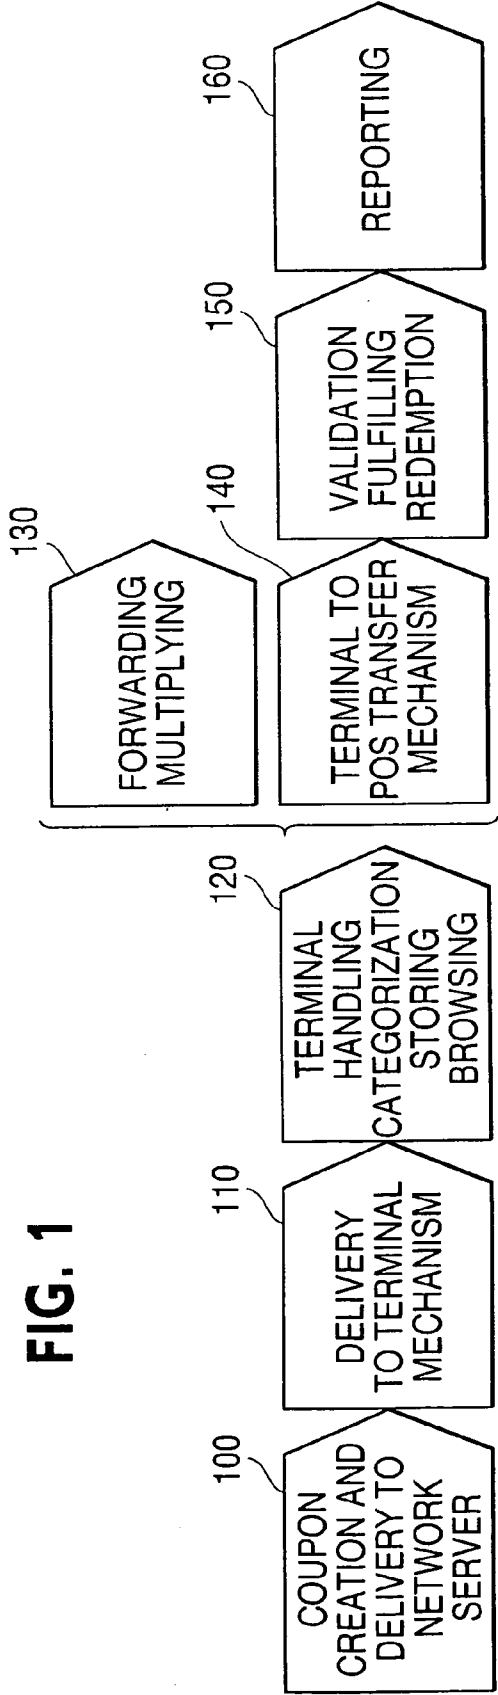 FIG. 1
100
COUPON
CREATION AND
DELIVERY TO
NETWORK
SERVER
110
DELIVERY
TO TERMINAL
MECHANISM
120
TERMINAL
HANDLING
CATEGORIZATION
STORING
BROWSING
130
FORWARDING
MULTIPLYING
140
TERMINAL TO
POS TRANSFER
MECHANISM
150
VALIDATION
FULFILLING
REDEMPTION
160
REPORTING